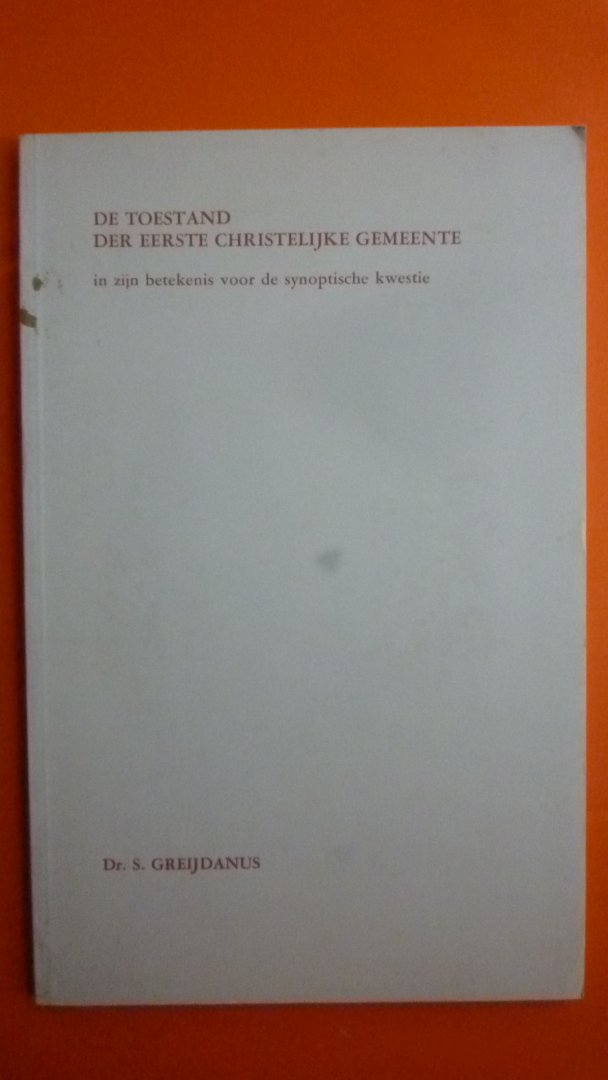 DE TOESTAND
DER EERSTE CHRISTELIJKE GEMEENTE
in zijn betekenis voor de synoptische kwestie
Dr. S. GREIJDANUS